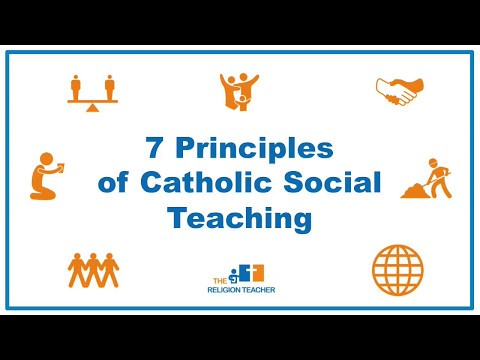 7 Principles
of Catholic Social
Teaching
THE
RELIGION TEACHER